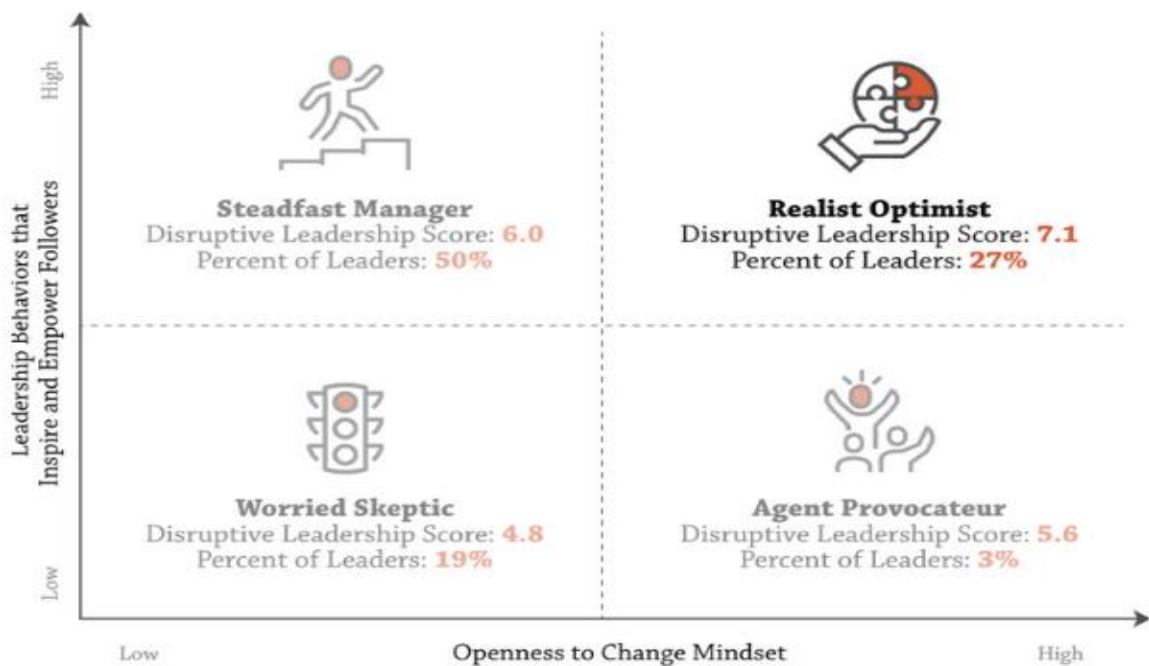 High
Low
Leadership Behaviors that
Inspire and Empower Followers
Steadfast Manager
Disruptive Leadership Score: 6.0
Percent of Leaders: 50%
Realist Optimist
Disruptive Leadership Score: 7.1
Percent of Leaders: 27%
Worried Skeptic
Disruptive Leadership Score: 4.8
Percent of Leaders: 19%
Agent Provocateur
Disruptive Leadership Score: 5.6
Percent of Leaders: 3%
Low
Openness to Change Mindset
High